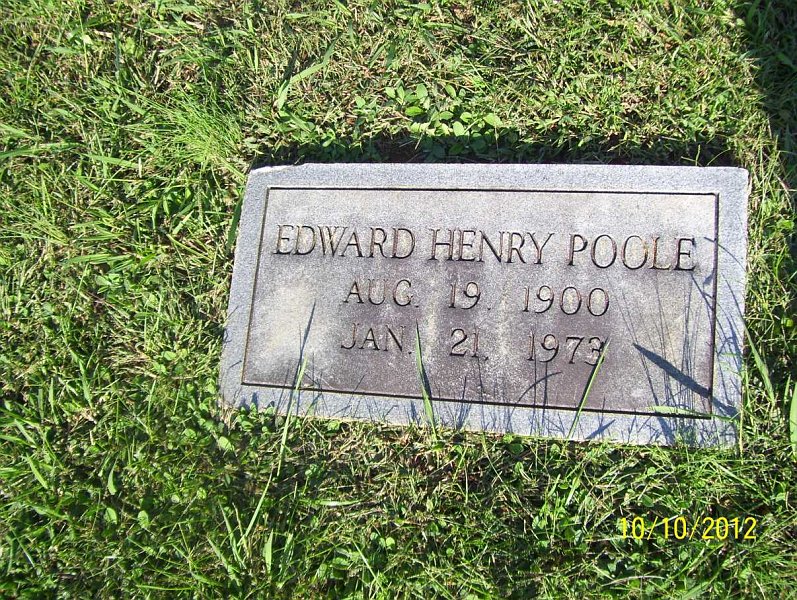 EDWARD HENRY POOLE
AUG. 19. 1900
JAN. 21. 1973
10/10/2012